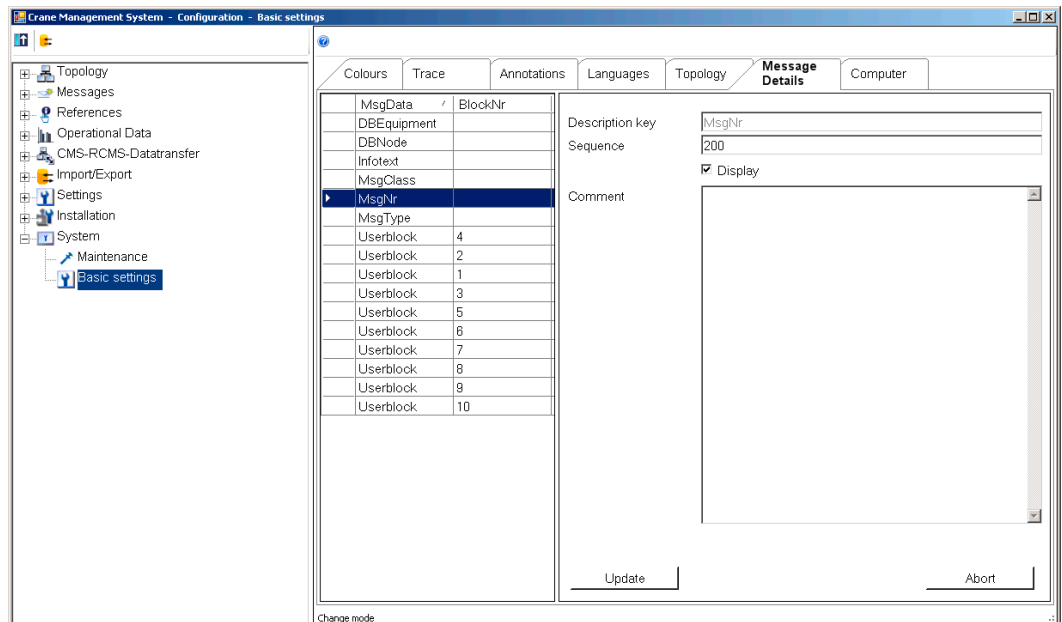 Crane Management System - Configuration - Basic settings
Topology
Messages
References
Operational Data
CMS-RCMS-Datatransfer
Import/Export
Settings
Installation
System
Maintenance
Basic settings
Colours Trace Annotations Languages Topology Message Details Computer
MsgData BlockNr
DBEquipment
DBNode
Infotext
MsgClass
MsgNr
MsgType
Userblock 4
Userblock 2
Userblock 1
Userblock 3
Userblock 5
Userblock 6
Userblock 7
Userblock 8
Userblock 9
Userblock 10
Description key MsgNr
Sequence 200
Display
Comment
Update Abort
Change mode